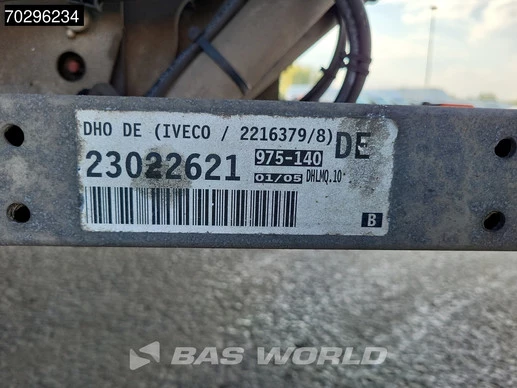 70296234
DHO DE (IVECO / 2216379/8) DE
23022621 975-140
01/05 DHLMQ.10
B
BAS WORLD